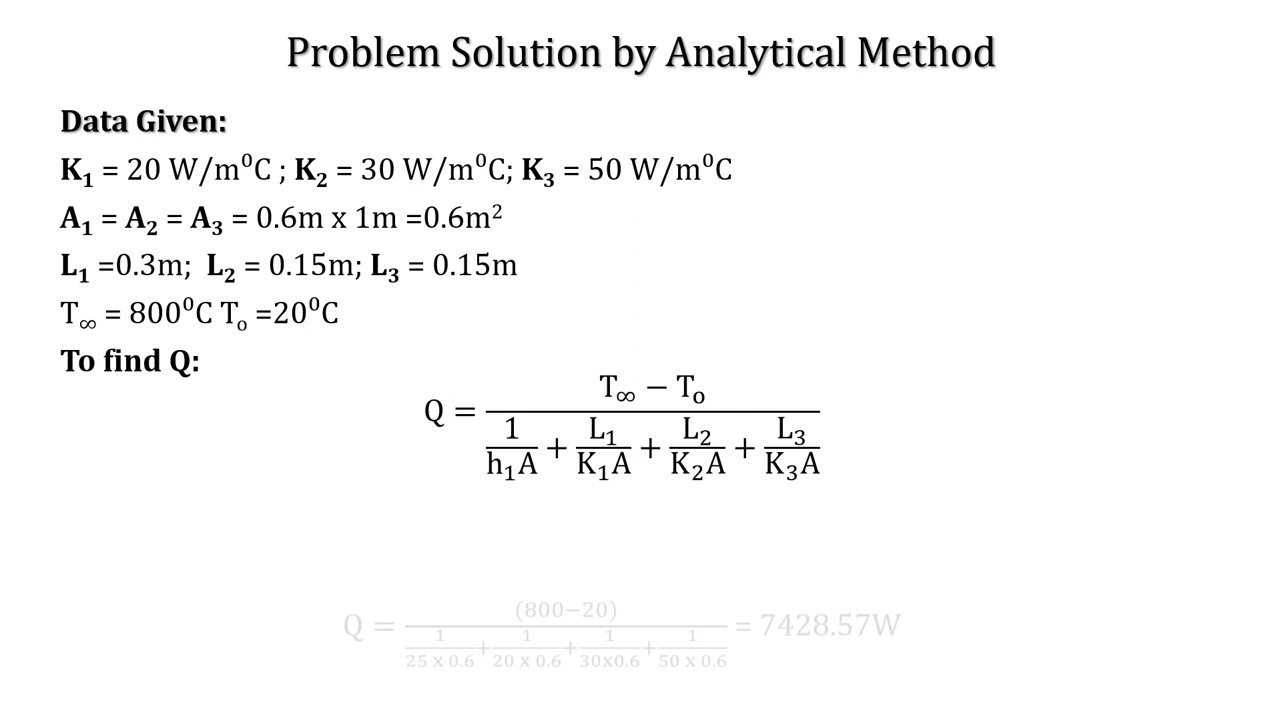 Problem Solution by Analytical Method
Data Given:
K₁ = 20 W/m⁰C ; K₂ = 30 W/m⁰C; K₃ = 50 W/m⁰C
A₁ = A₂ = A₃ = 0.6m x 1m =0.6m²
L₁ =0.3m;  L₂ = 0.15m; L₃ = 0.15m
T∞ = 800⁰C Tₒ =20⁰C
To find Q:
Q = (T∞ − Tₒ) / (1/h₁A + L₁/K₁A + L₂/K₂A + L₃/K₃A)
Q = (800−20) / (1/25 x 0.6 + 1/20 x 0.6 + 1/30x0.6 + 1/50 x 0.6) = 7428.57W